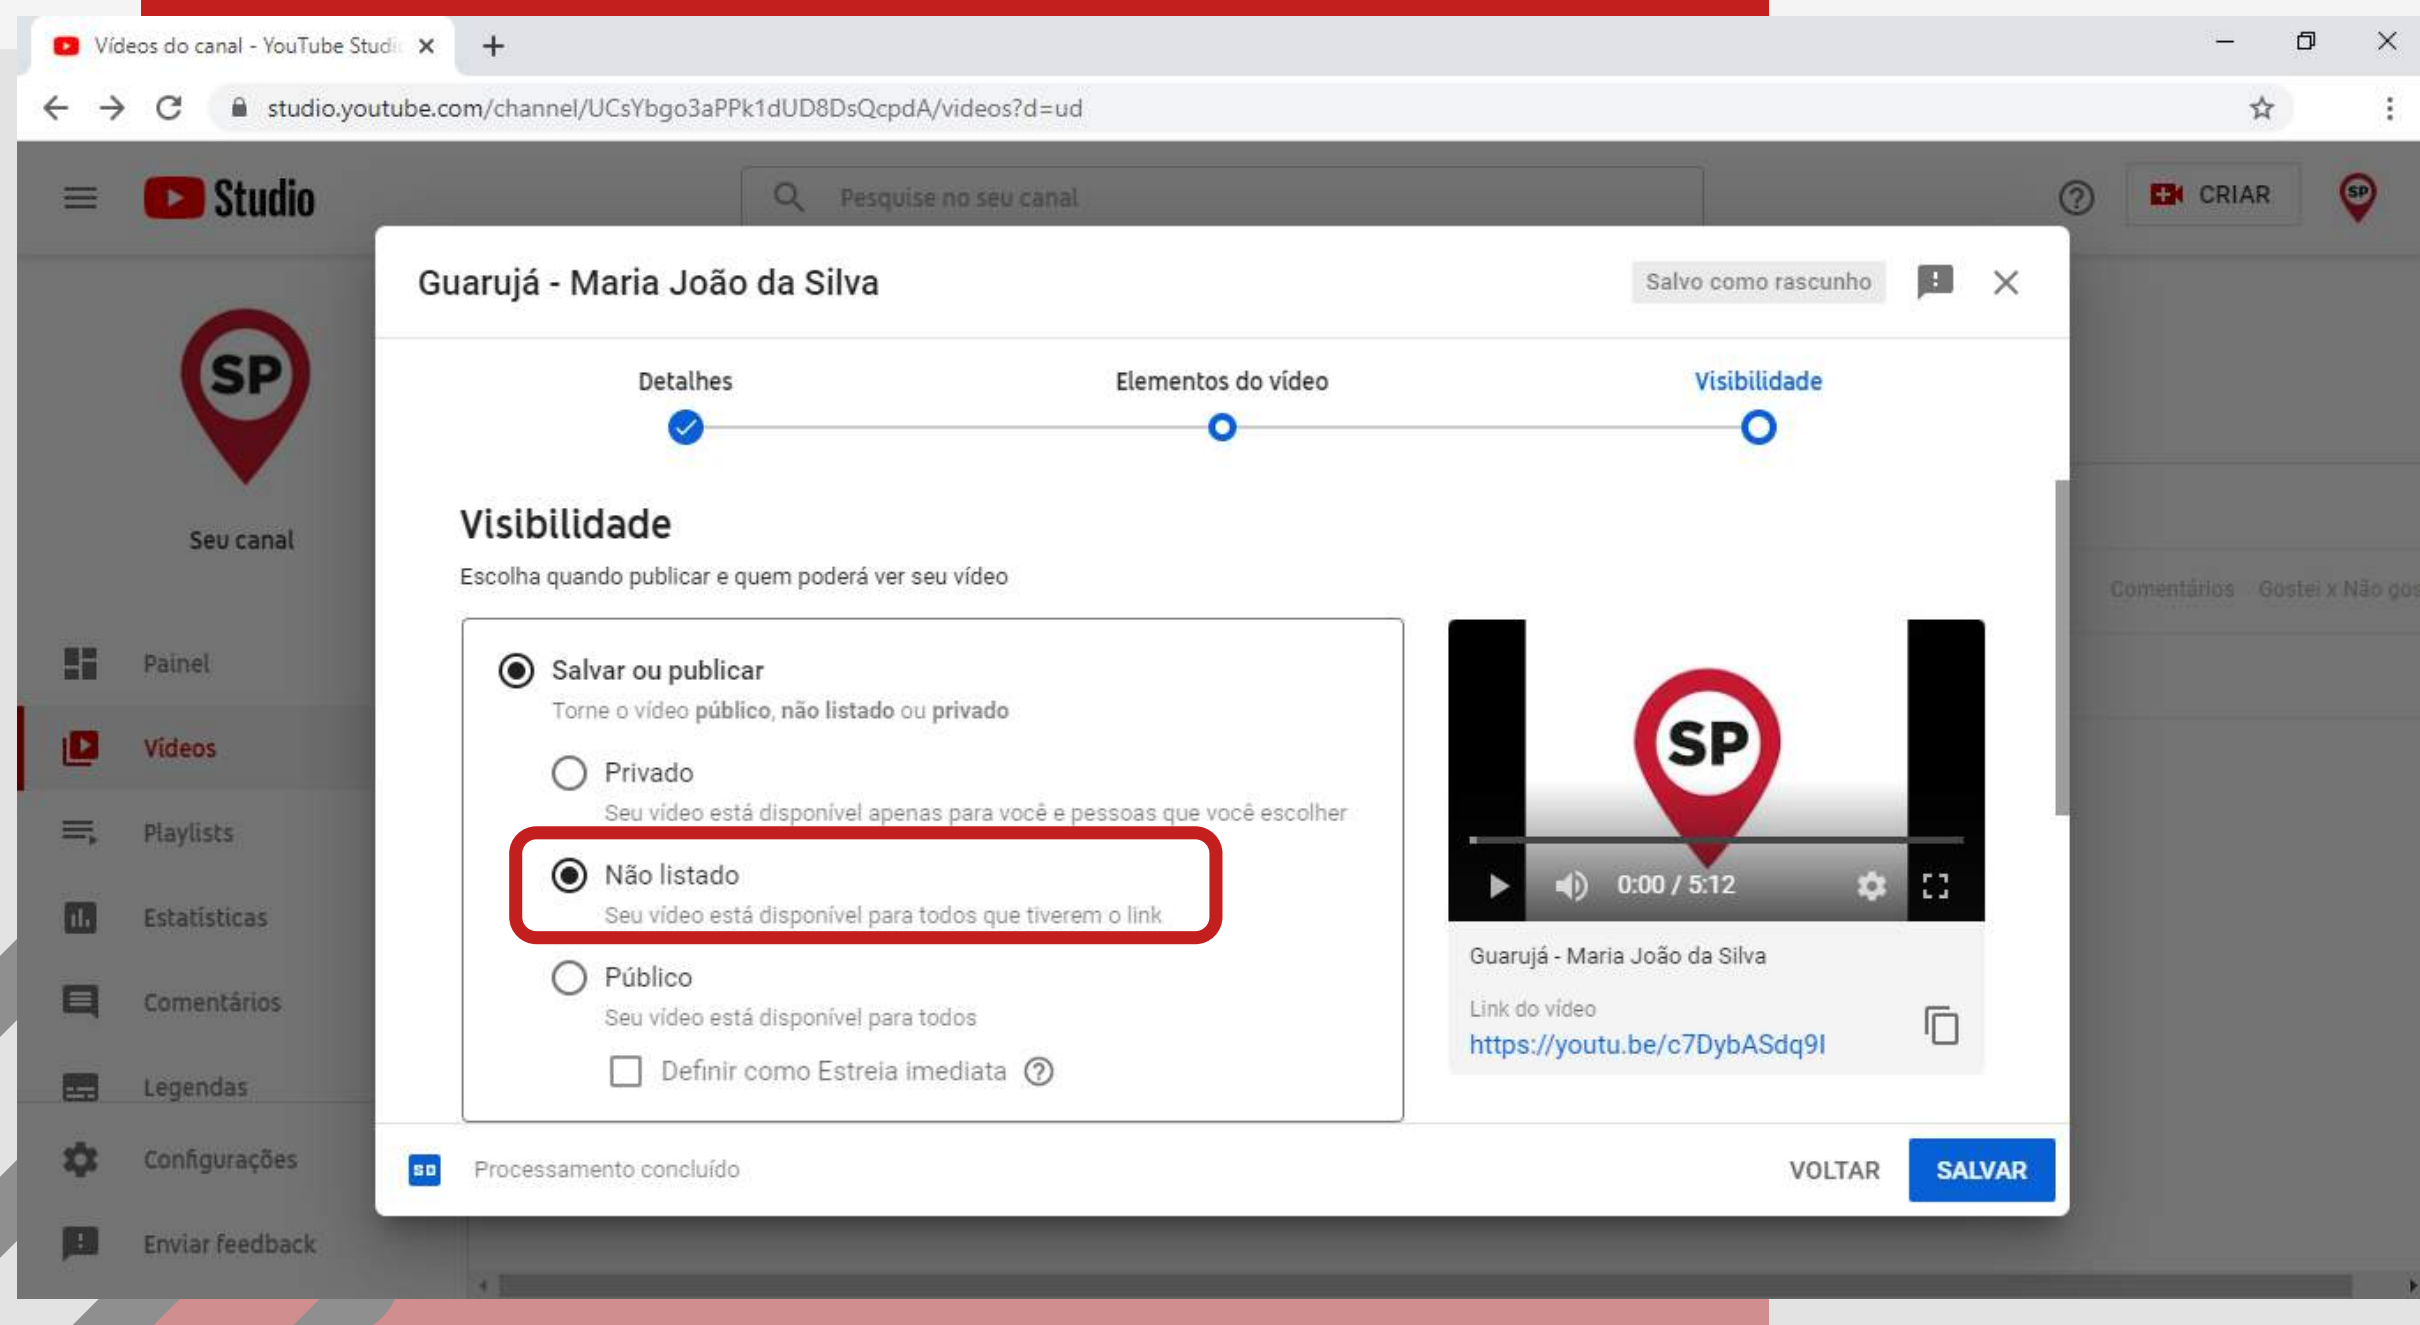 Vídeos do canal - YouTube Studi
studio.youtube.com/channel/UCsYbgo3aPPk1dUD8DsQcpdA/videos?d=ud
Studio
Pesquise no seu canal
CRIAR
SP
Guarujá - Maria João da Silva
Salvo como rascunho
Detalhes
Elementos do vídeo
Visibilidade
SP
Seu canal
Painel
Vídeos
Playlists
Estatísticas
Comentários
Legendas
Configurações
Enviar feedback
Visibilidade
Escolha quando publicar e quem poderá ver seu vídeo
Salvar ou publicar
Torne o vídeo público, não listado ou privado
Privado
Seu vídeo está disponível apenas para você e pessoas que você escolher
Não listado
Seu vídeo está disponível para todos que tiverem o link
Público
Seu vídeo está disponível para todos
Definir como Estreia imediata
SP
0:00 / 5:12
Guarujá - Maria João da Silva
Link do vídeo
https://youtu.be/c7DybASdq9I
Comentários Gostei x Não gos
SD
Processamento concluído
VOLTAR
SALVAR